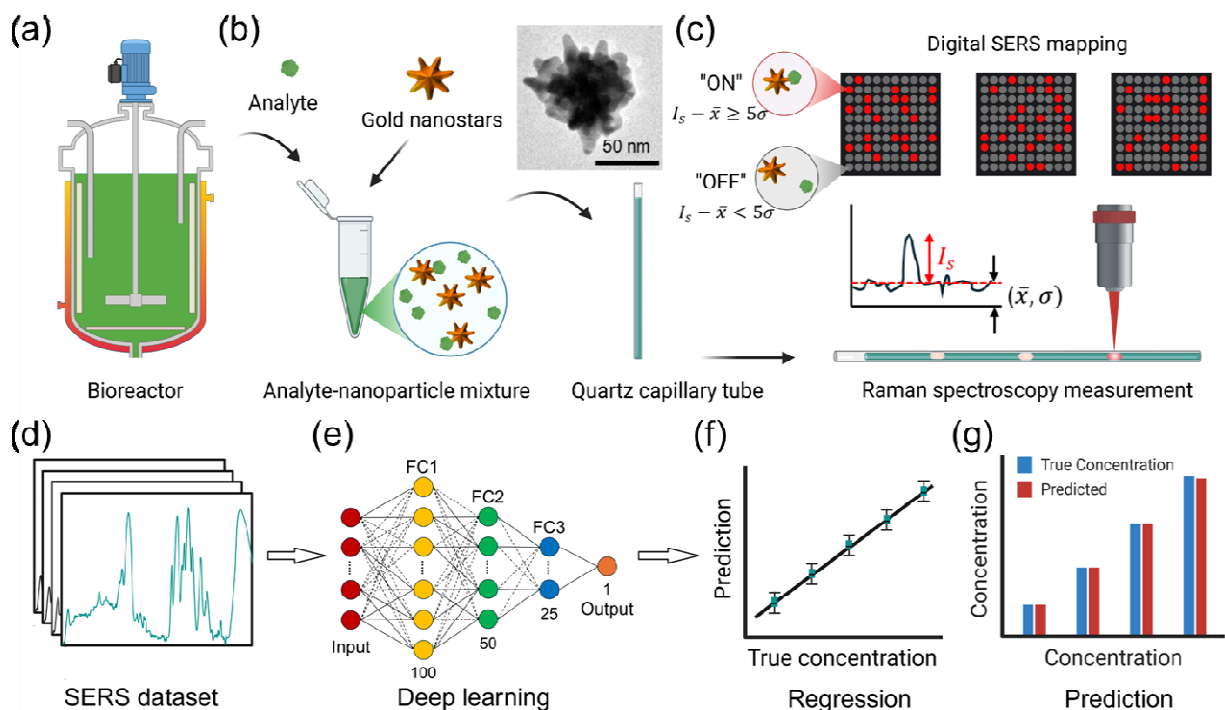 (a)
Bioreactor
(b)
Analyte
Gold nanostars
50 nm
Analyte-nanoparticle mixture
Quartz capillary tube
(c)
Digital SERS mapping
"ON"
I_s − x̄ ≥ 5σ
"OFF"
I_s − x̄ < 5σ
I_s
(x̄, σ)
Raman spectroscopy measurement
(d)
SERS dataset
(e)
FC1
FC2
FC3
Input
100
50
25
1
Output
Deep learning
(f)
Prediction
True concentration
Regression
(g)
True Concentration
Predicted
Concentration
Concentration
Prediction